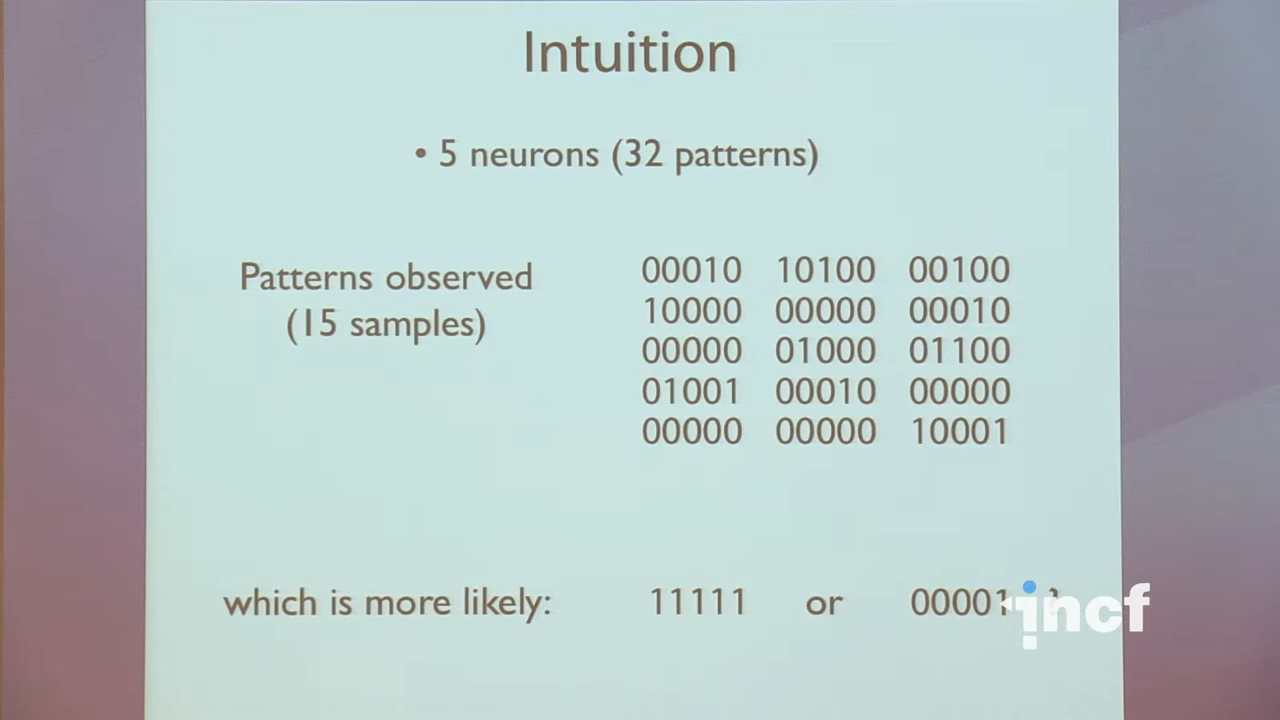 Intuition
• 5 neurons (32 patterns)
Patterns observed
(15 samples)
00010 10100 00100
10000 00000 00010
00000 01000 01100
01001 00010 00000
00000 00000 10001
which is more likely: 11111 or 00001 ?
incf